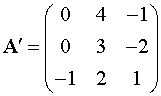 A′ = ( 0 4 -1
0 3 -2
-1 2 1 )